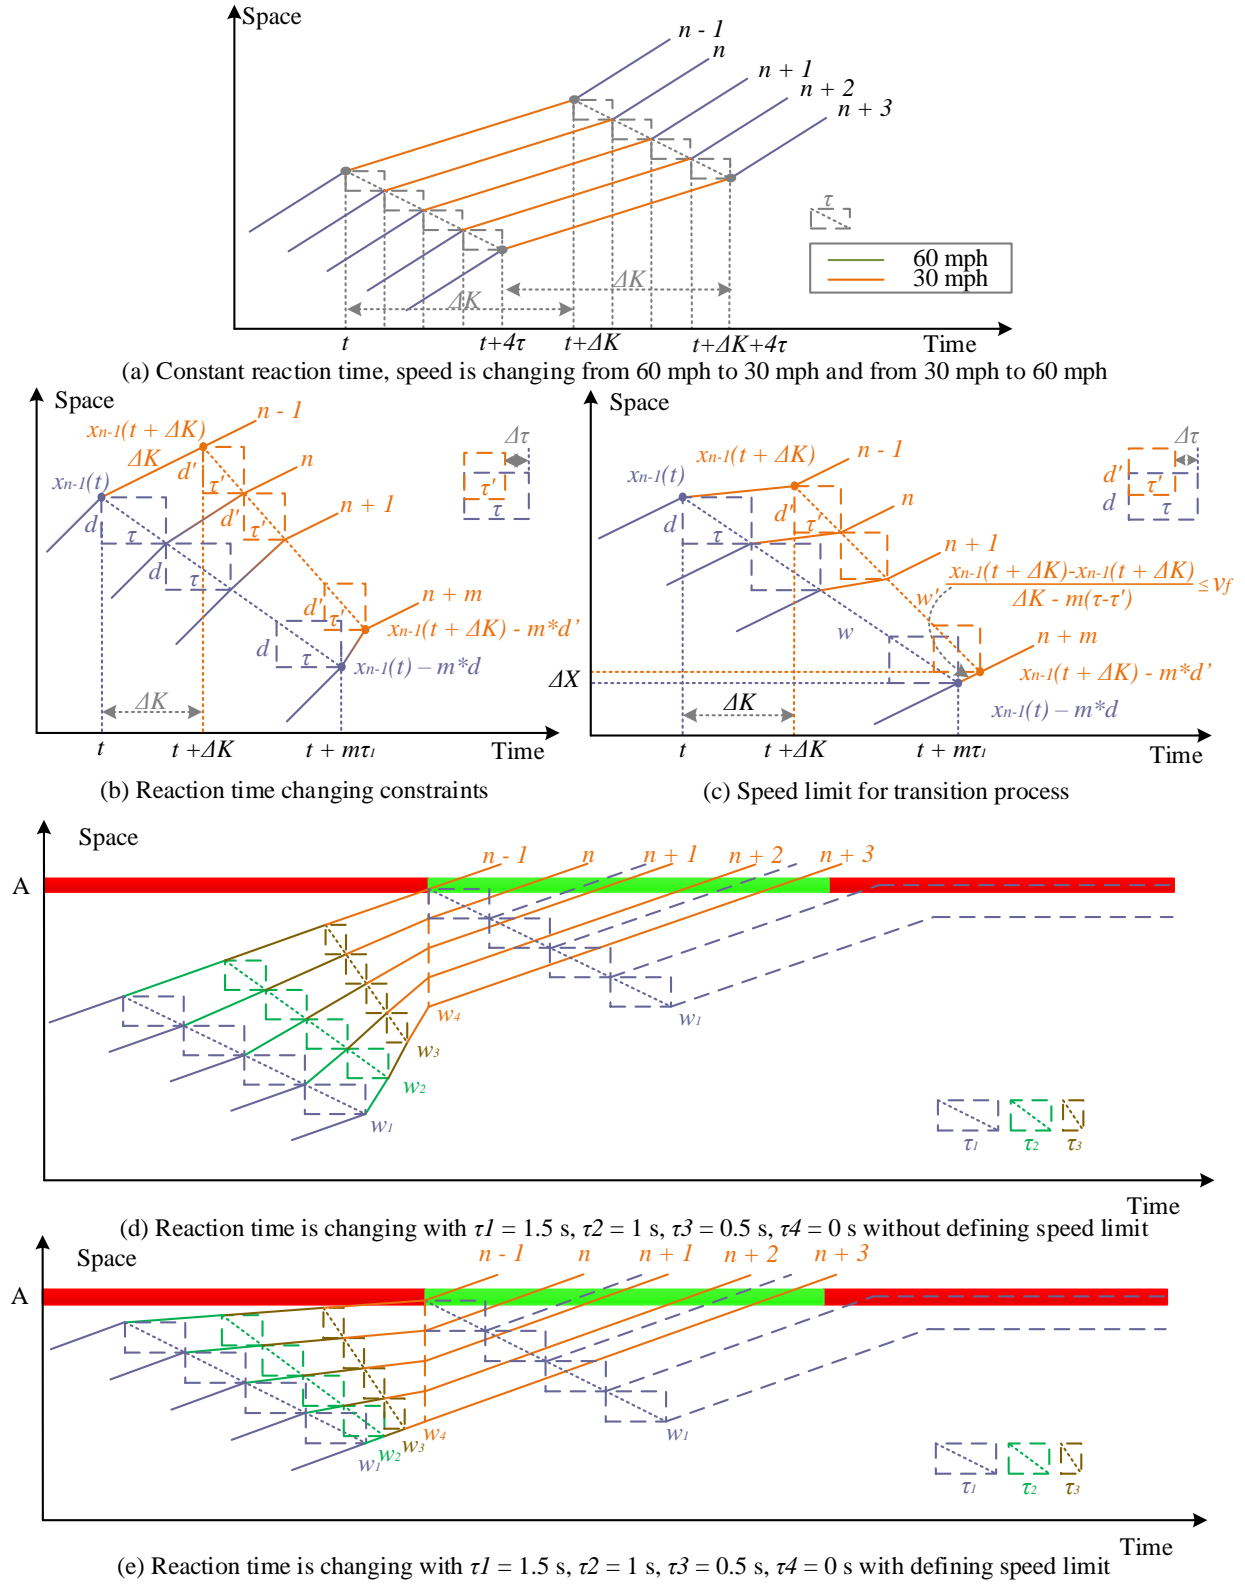 Space
n - 1
n
n + 1
n + 2
n + 3
τ
60 mph
30 mph
ΔK
ΔK
t
t+4τ
t+ΔK
t+ΔK+4τ
Time
(a) Constant reaction time, speed is changing from 60 mph to 30 mph and from 30 mph to 60 mph
Space
n - 1
xn-1(t + ΔK)
ΔK
n
d'
τ'
xn-1(t)
n + 1
d
τ
d'
τ'
d
τ
n + m
d'
τ'
xn-1(t + ΔK) - m*d'
d
τ
xn-1(t) – m*d
ΔK
t
t +ΔK
t + mτ1
Time
Δτ
τ'
τ
(b) Reaction time changing constraints
Space
n - 1
xn-1(t + ΔK)
xn-1(t)
n
d
d'
τ
τ'
n + 1
τ
xn-1(t + ΔK)-xn-1(t + ΔK)
ΔK - m(τ-τ')
≤ vf
w'
w
n + m
xn-1(t + ΔK) - m*d'
ΔX
xn-1(t) – m*d
ΔK
t
t +ΔK
t + mτ1
Time
Δτ
d'
τ'
d
τ
(c) Speed limit for transition process
Space
n - 1
n
n + 1
n + 2
n + 3
A
w4
w1
w3
w2
w1
τ1
τ2
τ3
Time
(d) Reaction time is changing with τ1 = 1.5 s, τ2 = 1 s, τ3 = 0.5 s, τ4 = 0 s without defining speed limit
Space
n - 1
n
n + 1
n + 2
n + 3
A
w1
w2
w3
w4
w1
τ1
τ2
τ3
Time
(e) Reaction time is changing with τ1 = 1.5 s, τ2 = 1 s, τ3 = 0.5 s, τ4 = 0 s with defining speed limit